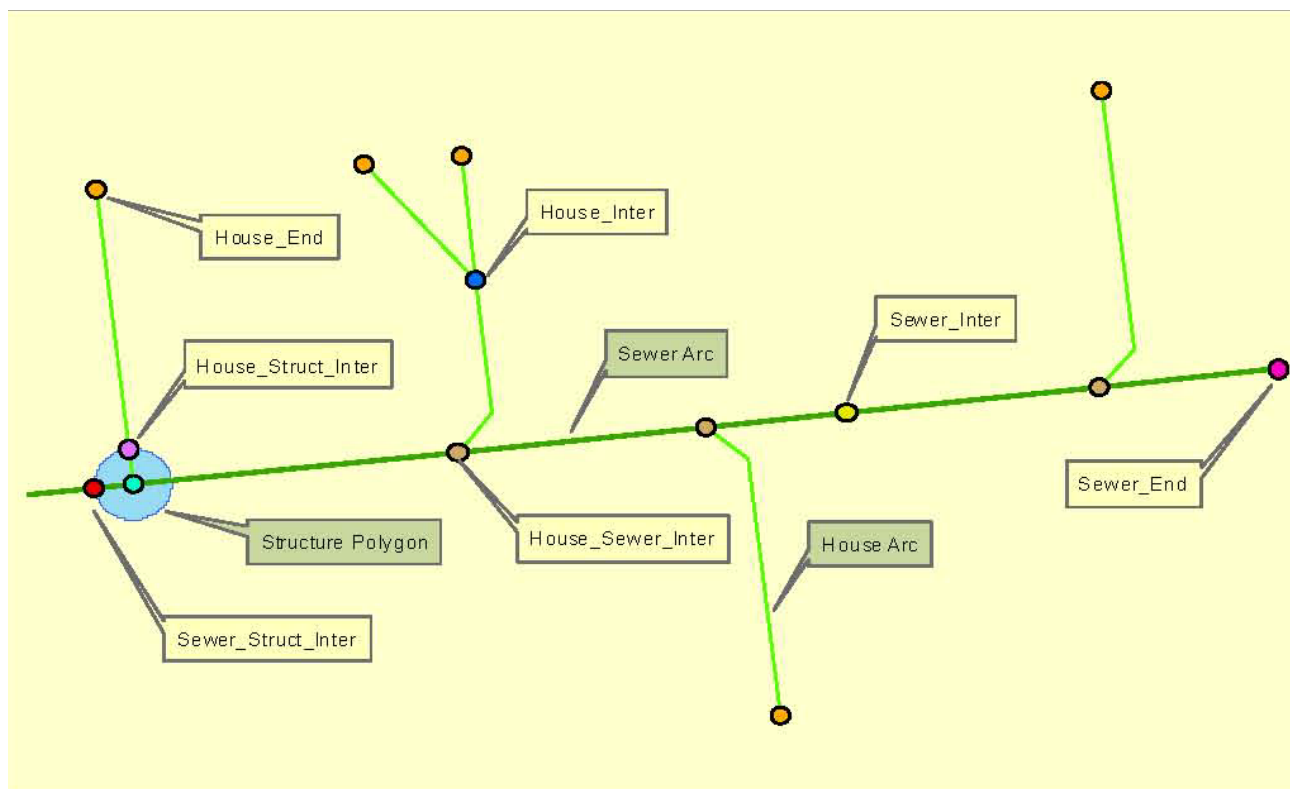 House_Inter
House_End
Sewer_Inter
Sewer Arc
House_Struct_Inter
Sewer_End
House_Sewer_Inter
Structure Polygon
House Arc
Sewer_Struct_Inter